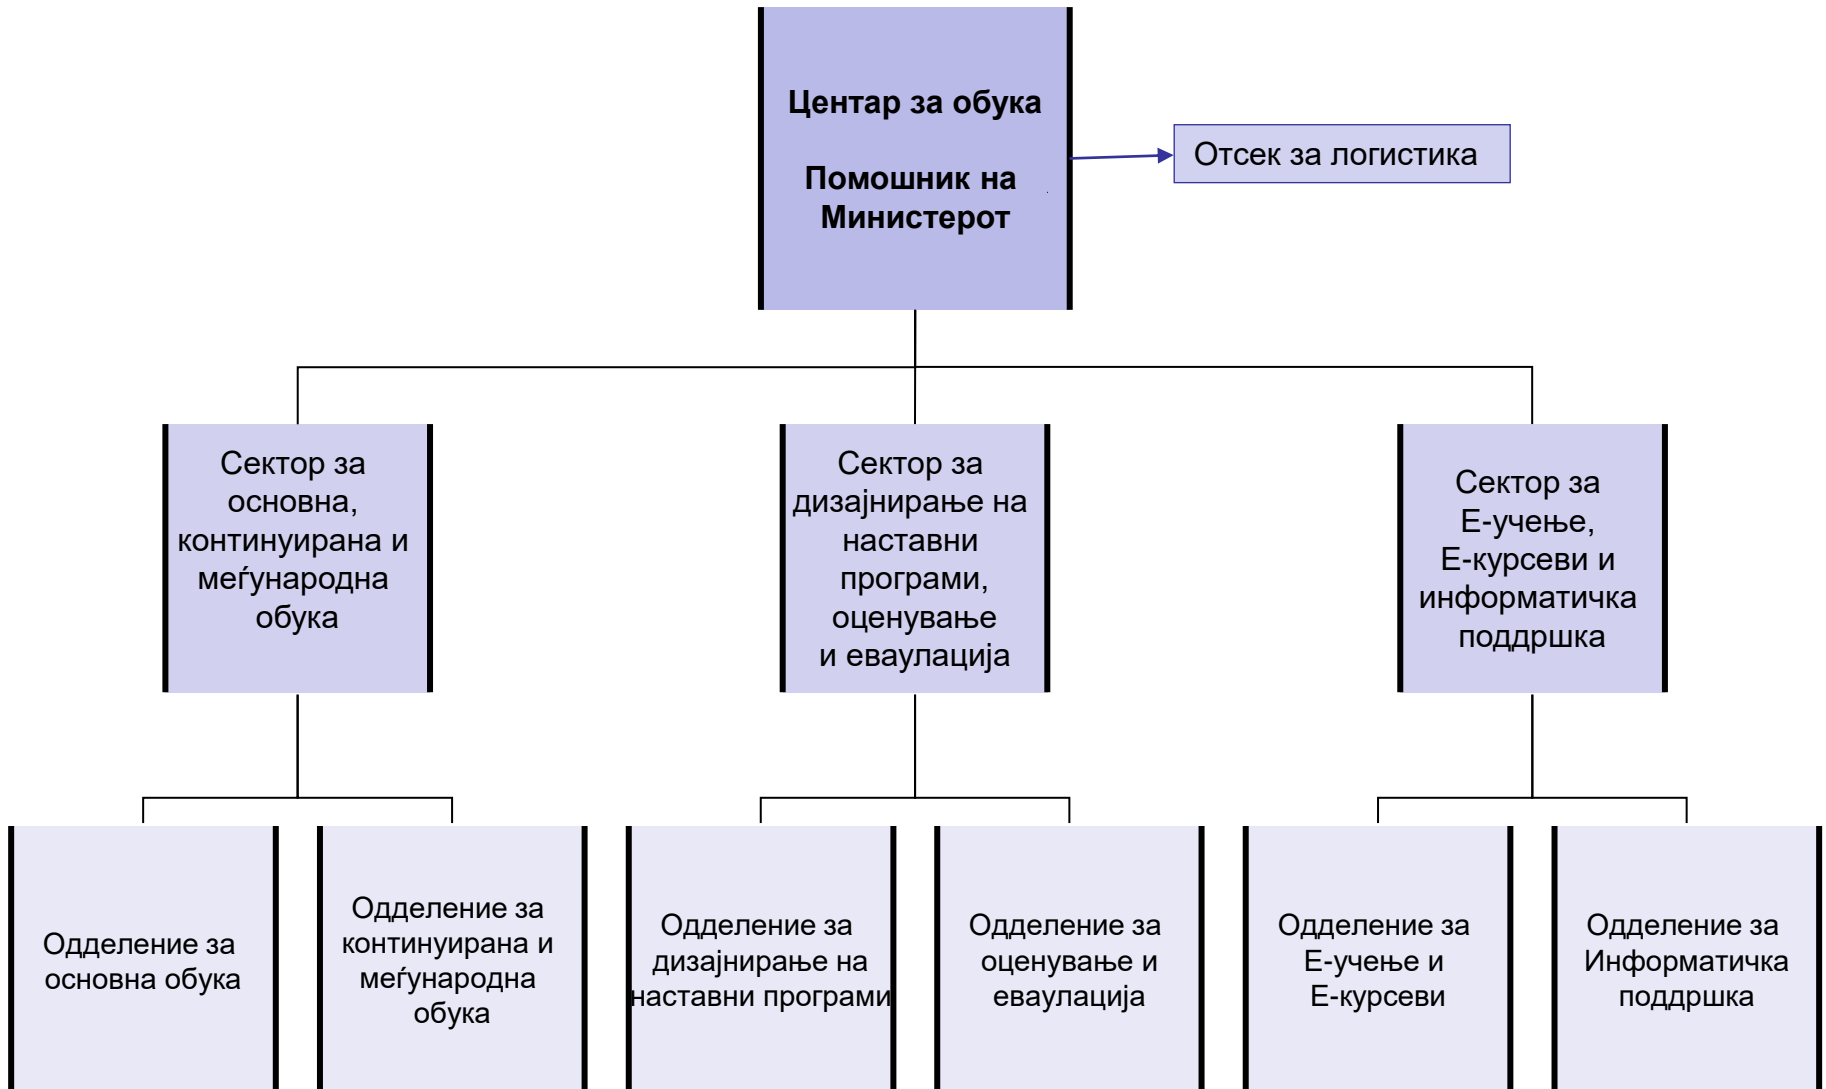 Центар за обука
Помошник на
Министерот
Отсек за логистика
Сектор за
основна,
континуирана и
меѓународна
обука
Сектор за
дизајнирање на
наставни
програми,
оценување
и еваулација
Сектор за
Е-учење,
Е-курсеви и
информатичка
поддршка
Одделение за
основна обука
Одделение за
континуирана и
меѓународна
обука
Одделение за
дизајнирање на
наставни програми
Одделение за
оценување и
еваулација
Одделение за
Е-учење и
Е-курсеви
Одделение за
Информатичка
поддршка